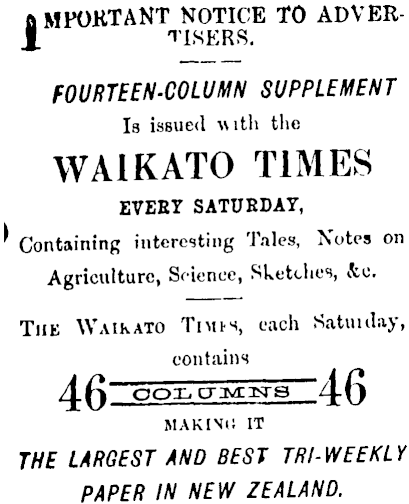 IMPORTANT NOTICE TO ADVER-
TISERS.
FOURTEEN-COLUMN SUPPLEMENT
Is issued with the
WAIKATO TIMES
EVERY SATURDAY,
Containing interesting Tales, Notes on
Agriculture, Science, Sketches, &c.
THE WAIKATO TIMES, each Saturday,
contains
46 COLUMNS 46
MAKING IT
THE LARGEST AND BEST TRI-WEEKLY
PAPER IN NEW ZEALAND.